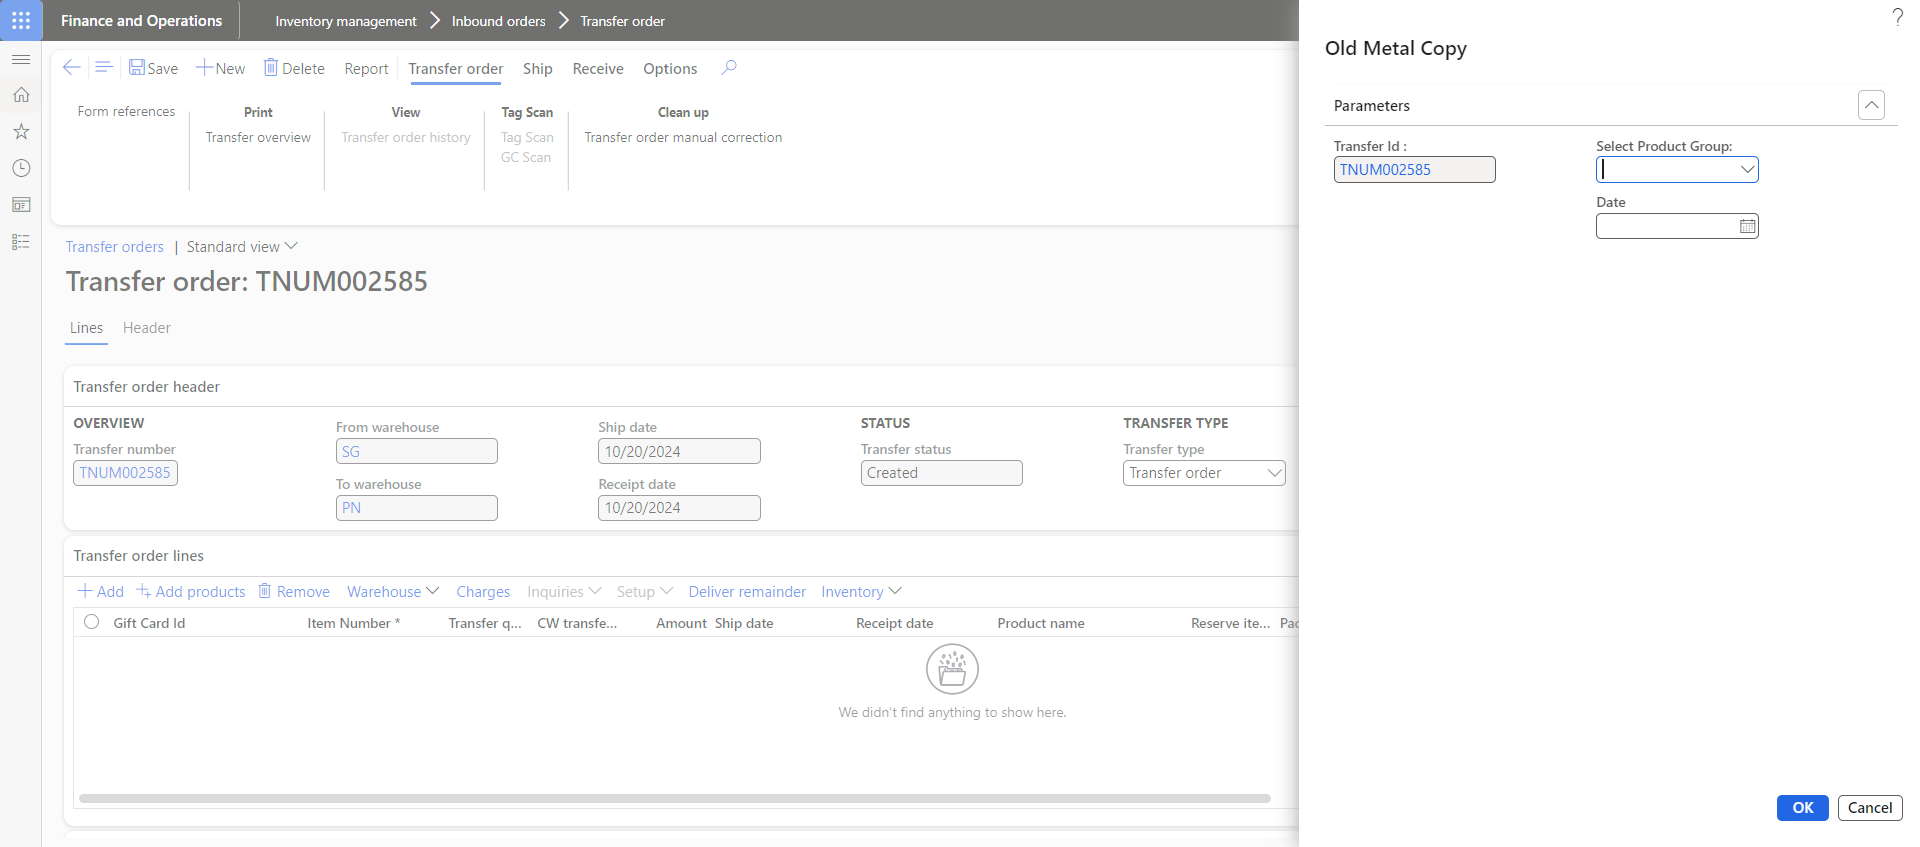 Finance and Operations
Inventory management > Inbound orders > Transfer order
?
Save New Delete Report Transfer order Ship Receive Options
Form references
Print
Transfer overview
View
Transfer order history
Tag Scan
Tag Scan
GC Scan
Clean up
Transfer order manual correction
Transfer orders | Standard view
Transfer order: TNUM002585
Lines Header
Transfer order header
OVERVIEW
Transfer number
TNUM002585
From warehouse
SG
To warehouse
PN
Ship date
10/20/2024
Receipt date
10/20/2024
STATUS
Transfer status
Created
TRANSFER TYPE
Transfer type
Transfer order
Transfer order lines
Add Add products Remove Warehouse Charges Inquiries Setup Deliver remainder Inventory
Gift Card Id Item Number * Transfer q... CW transfe... Amount Ship date Receipt date Product name Reserve ite... Pac
We didn't find anything to show here.
Old Metal Copy
Parameters
Transfer Id :
TNUM002585
Select Product Group:
Date
OK Cancel